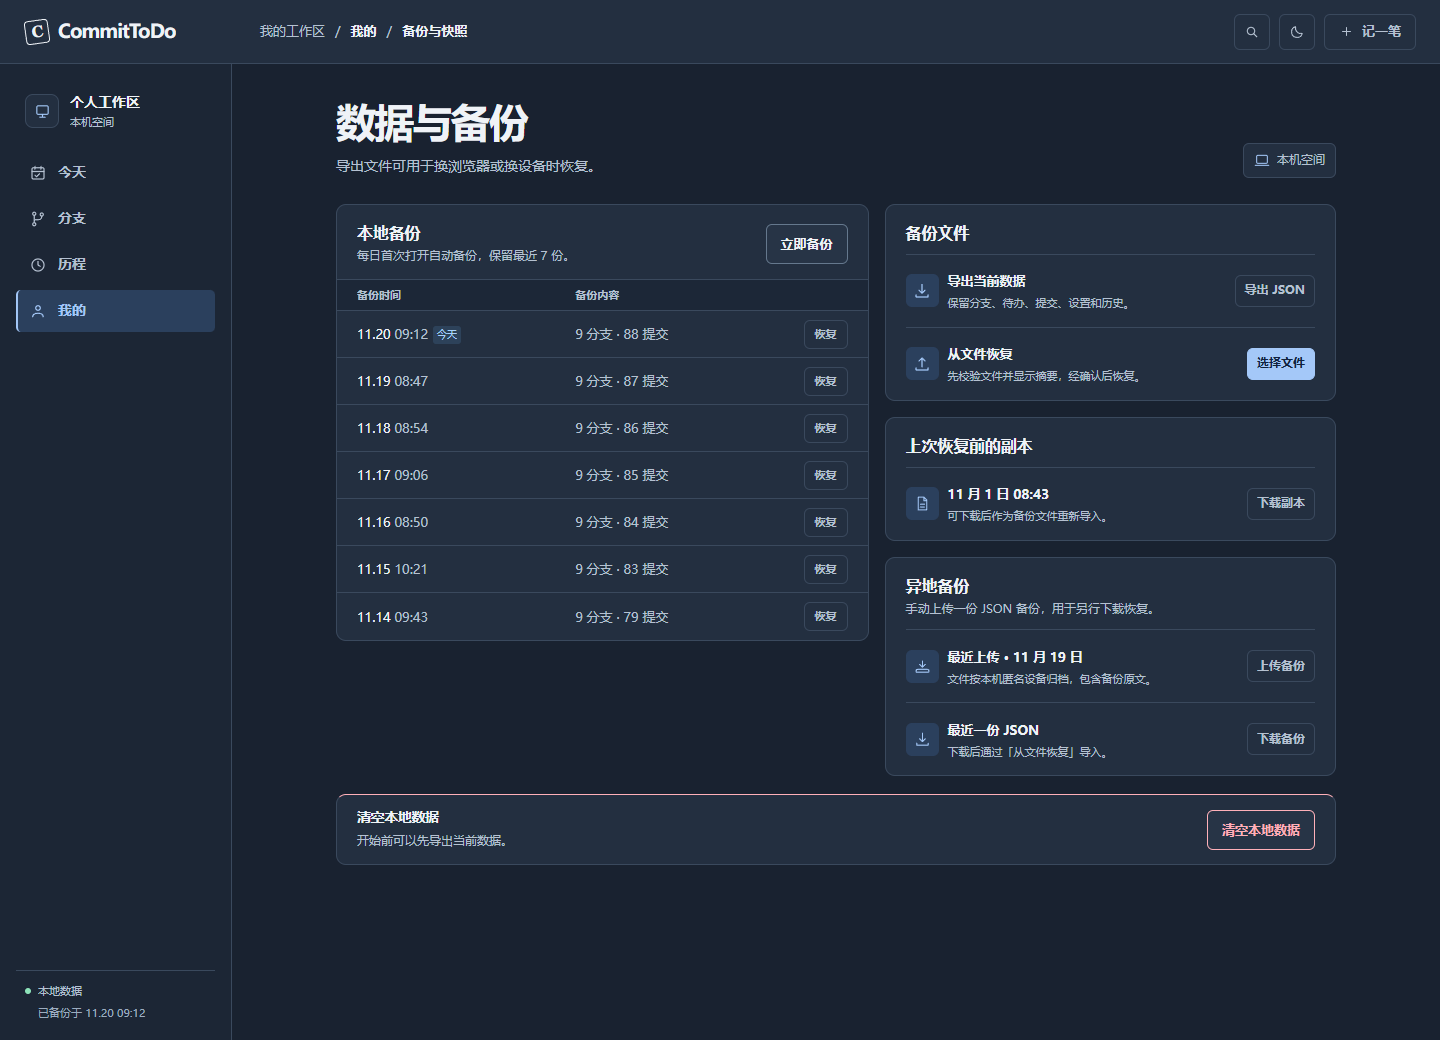 C CommitToDo
我的工作区 / 我的 / 备份与快照
记一笔
个人工作区
本机空间
今天
分支
历程
我的
本地数据
已备份于 11.20 09:12
数据与备份
导出文件可用于换浏览器或换设备时恢复。
本机空间
本地备份
每日首次打开自动备份，保留最近 7 份。
立即备份
备份时间 备份内容
11.20 09:12 今天 9 分支 · 88 提交 恢复
11.19 08:47 9 分支 · 87 提交 恢复
11.18 08:54 9 分支 · 86 提交 恢复
11.17 09:06 9 分支 · 85 提交 恢复
11.16 08:50 9 分支 · 84 提交 恢复
11.15 10:21 9 分支 · 83 提交 恢复
11.14 09:43 9 分支 · 79 提交 恢复
备份文件
导出当前数据
保留分支、待办、提交、设置和历史。
导出 JSON
从文件恢复
先校验文件并显示摘要，经确认后恢复。
选择文件
上次恢复前的副本
11 月 1 日 08:43
可下载后作为备份文件重新导入。
下载副本
异地备份
手动上传一份 JSON 备份，用于另行下载恢复。
最近上传 • 11 月 19 日
文件按本机匿名设备归档，包含备份原文。
上传备份
最近一份 JSON
下载后通过「从文件恢复」导入。
下载备份
清空本地数据
开始前可以先导出当前数据。
清空本地数据